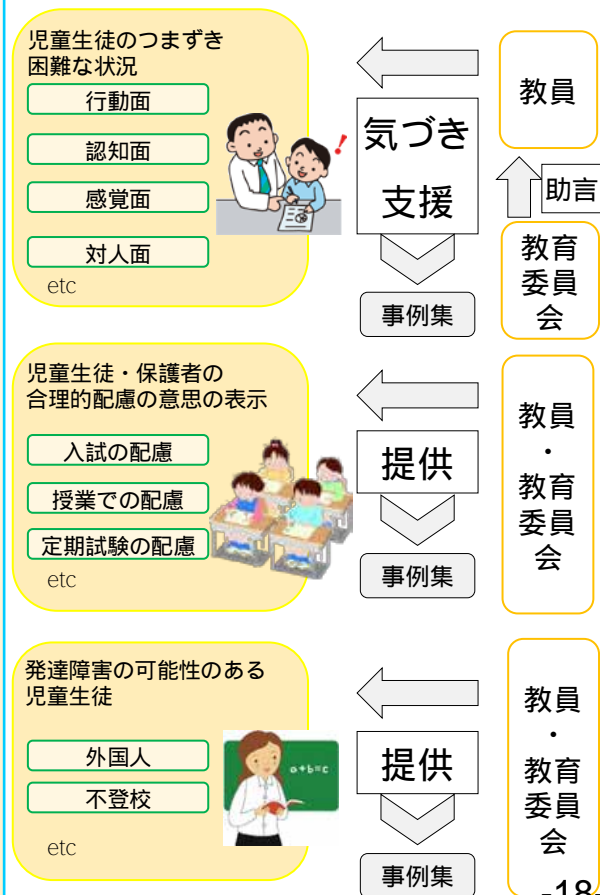 児童生徒のつまずき
困難な状況
行動面
認知面
感覚面
対人面
etc
気づき
支援
事例集
教員
助言
教育
委員
会
児童生徒・保護者の
合理的配慮の意思の表示
入試の配慮
授業での配慮
定期試験の配慮
etc
提供
事例集
教員
・
教育
委員
会
発達障害の可能性のある
児童生徒
外国人
不登校
etc
a+b=c
提供
事例集
教員
・
教育
委員
会
-18-